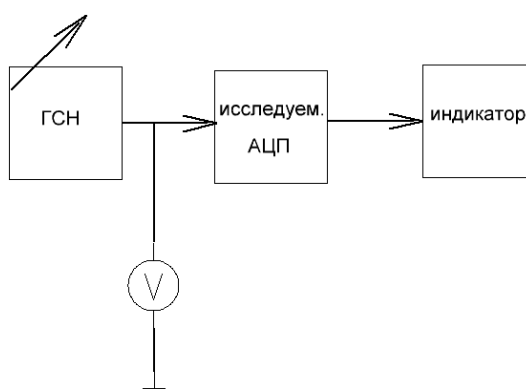 ГСН
исследуем.
АЦП
индикатор
V